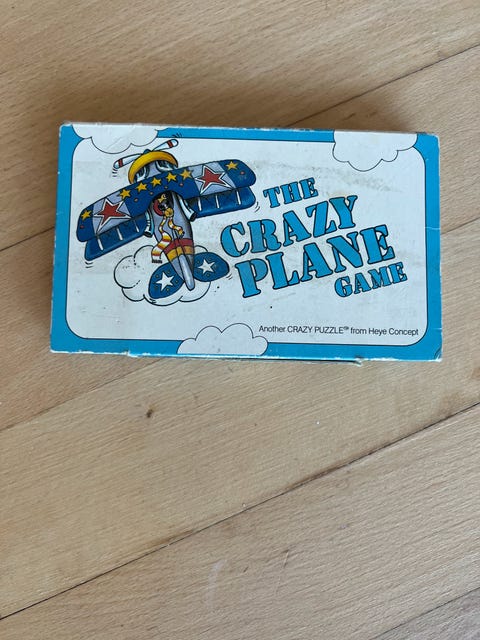 THE
CRAZY
PLANE
GAME
Another CRAZY PUZZLE® from Heye Concept